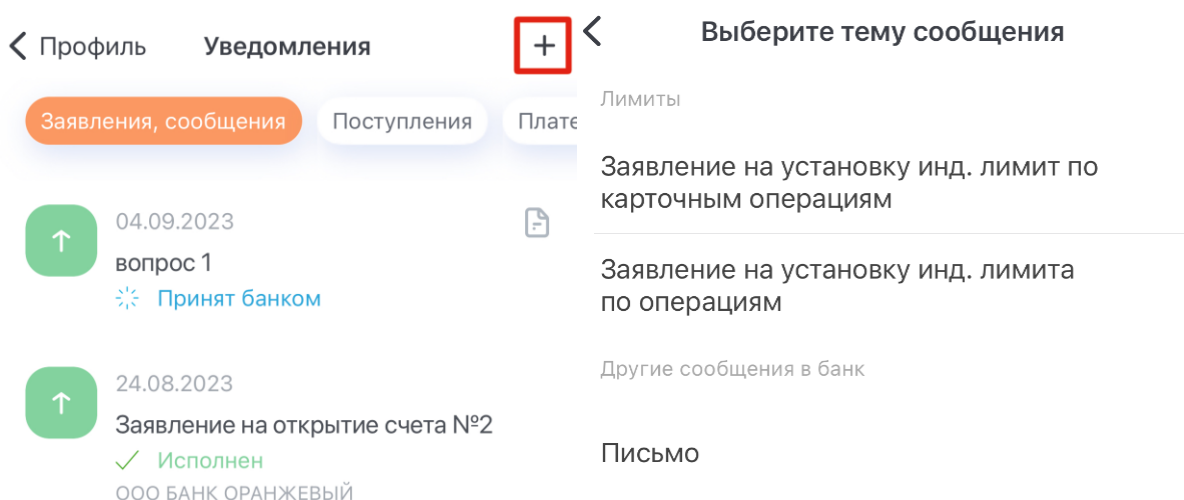 Профиль
Уведомления
+
Заявления, сообщения
Поступления
Плате
04.09.2023
вопрос 1
Принят банком
24.08.2023
Заявление на открытие счета №2
Исполнен
ООО БАНК ОРАНЖЕВЫЙ
Выберите тему сообщения
Лимиты
Заявление на установку инд. лимит по
карточным операциям
Заявление на установку инд. лимита
по операциям
Другие сообщения в банк
Письмо